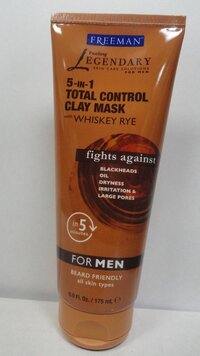 FREEMAN
Feeling
LEGENDARY
SKIN CARE SOLUTIONS
FOR MEN
5-IN-1
TOTAL CONTROL
CLAY MASK
with WHISKEY RYE
fights against
BLACKHEADS
OIL
DRYNESS
IRRITATION &
LARGE PORES
in 5
minutes
FOR MEN
BEARD FRIENDLY
all skin types
6.0 fl. Oz. / 175 mL e